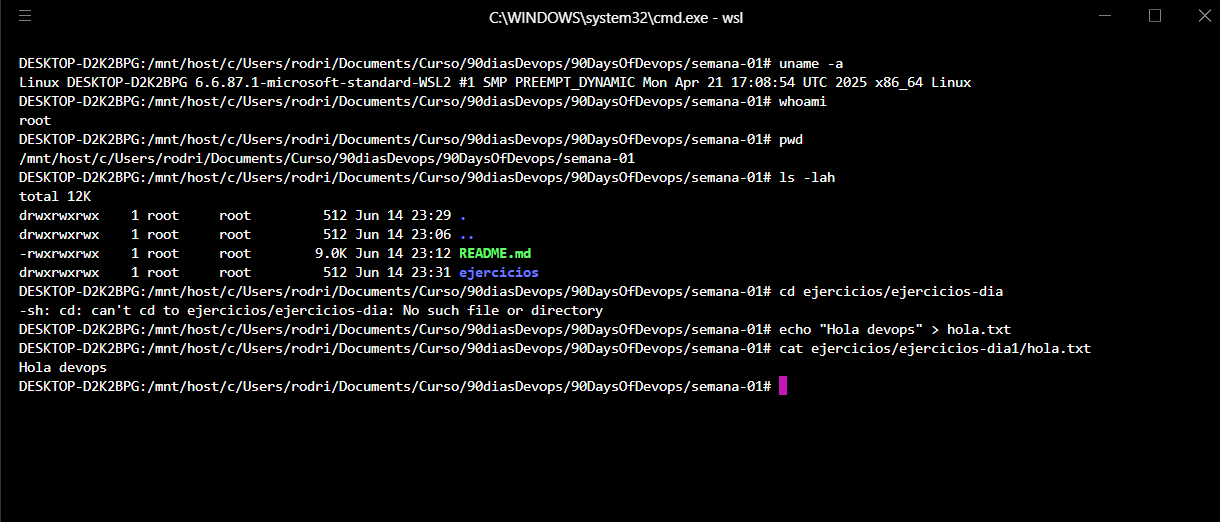 C:\WINDOWS\system32\cmd.exe - wsl
DESKTOP-D2K2BPG:/mnt/host/c/Users/rodri/Documents/Curso/90diasDevops/90DaysOfDevops/semana-01# uname -a
Linux DESKTOP-D2K2BPG 6.6.87.1-microsoft-standard-WSL2 #1 SMP PREEMPT_DYNAMIC Mon Apr 21 17:08:54 UTC 2025 x86_64 Linux
DESKTOP-D2K2BPG:/mnt/host/c/Users/rodri/Documents/Curso/90diasDevops/90DaysOfDevops/semana-01# whoami
root
DESKTOP-D2K2BPG:/mnt/host/c/Users/rodri/Documents/Curso/90diasDevops/90DaysOfDevops/semana-01# pwd
/mnt/host/c/Users/rodri/Documents/Curso/90diasDevops/90DaysOfDevops/semana-01
DESKTOP-D2K2BPG:/mnt/host/c/Users/rodri/Documents/Curso/90diasDevops/90DaysOfDevops/semana-01# ls -lah
total 12K
drwxrwxrwx    1 root     root         512 Jun 14 23:29 .
drwxrwxrwx    1 root     root         512 Jun 14 23:06 ..
-rwxrwxrwx    1 root     root        9.0K Jun 14 23:12 README.md
drwxrwxrwx    1 root     root         512 Jun 14 23:31 ejercicios
DESKTOP-D2K2BPG:/mnt/host/c/Users/rodri/Documents/Curso/90diasDevops/90DaysOfDevops/semana-01# cd ejercicios/ejercicios-dia
-sh: cd: can't cd to ejercicios/ejercicios-dia: No such file or directory
DESKTOP-D2K2BPG:/mnt/host/c/Users/rodri/Documents/Curso/90diasDevops/90DaysOfDevops/semana-01# echo "Hola devops" > hola.txt
DESKTOP-D2K2BPG:/mnt/host/c/Users/rodri/Documents/Curso/90diasDevops/90DaysOfDevops/semana-01# cat ejercicios/ejercicios-dia1/hola.txt
Hola devops
DESKTOP-D2K2BPG:/mnt/host/c/Users/rodri/Documents/Curso/90diasDevops/90DaysOfDevops/semana-01#